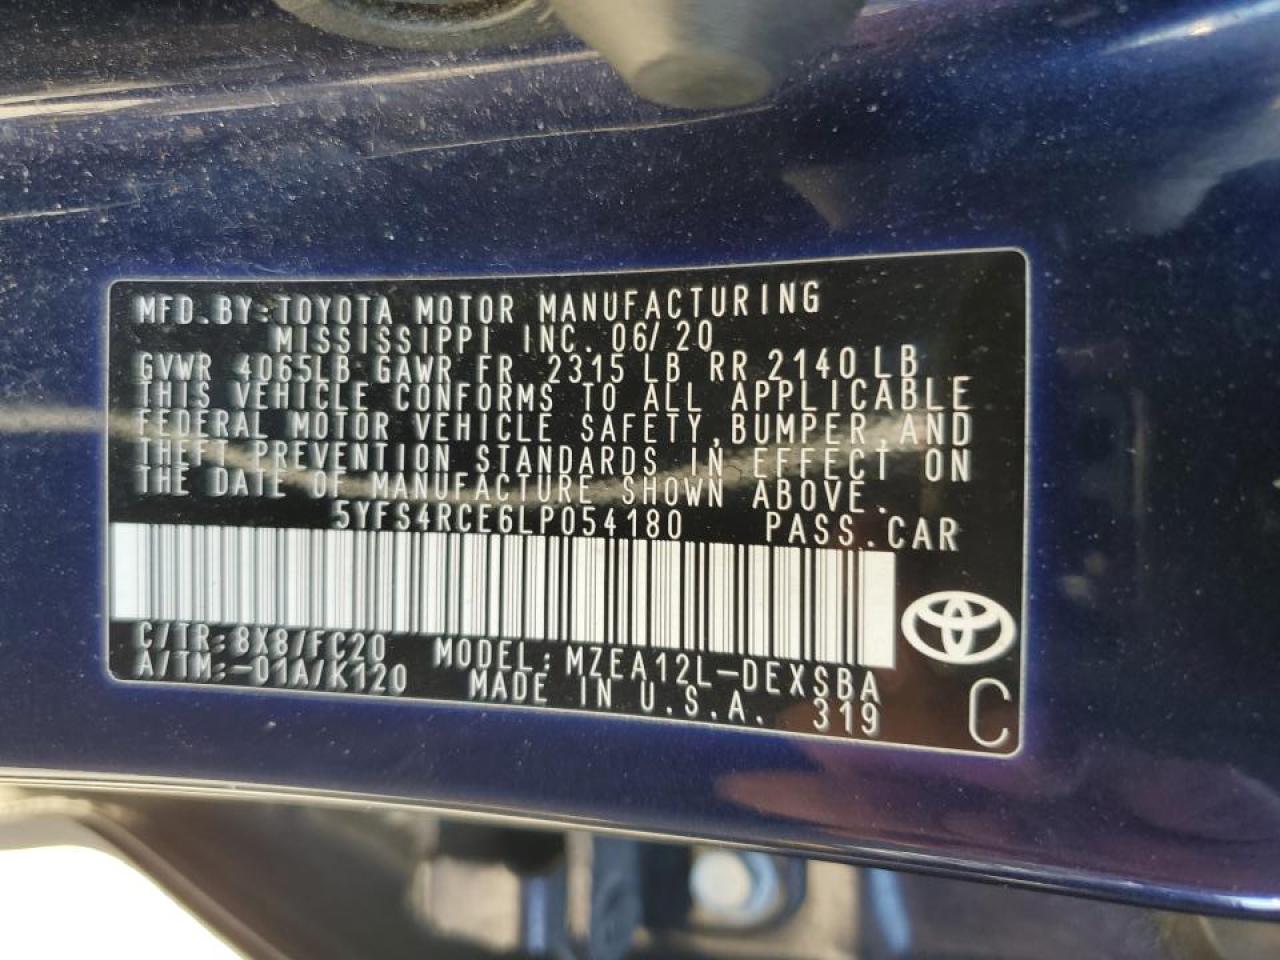 MFD.BY:TOYOTA MOTOR MANUFACTURING
MISSISSIPPI INC. 06/20
GVWR 4065LB GAWR FR 2315LB RR 2140LB
THIS VEHICLE CONFORMS TO ALL APPLICABLE
FEDERAL MOTOR VEHICLE SAFETY,BUMPER,AND
THEFT PREVENTION STANDARDS IN EFFECT ON
THE DATE OF MANUFACTURE SHOWN ABOVE.
5YFS4RCE6LP054180 PASS.CAR
C/TR:8X8/FC20 MODEL:MZEA12L-DEXSBA
A/TM:-01A/K120 MADE IN U.S.A. 319
C